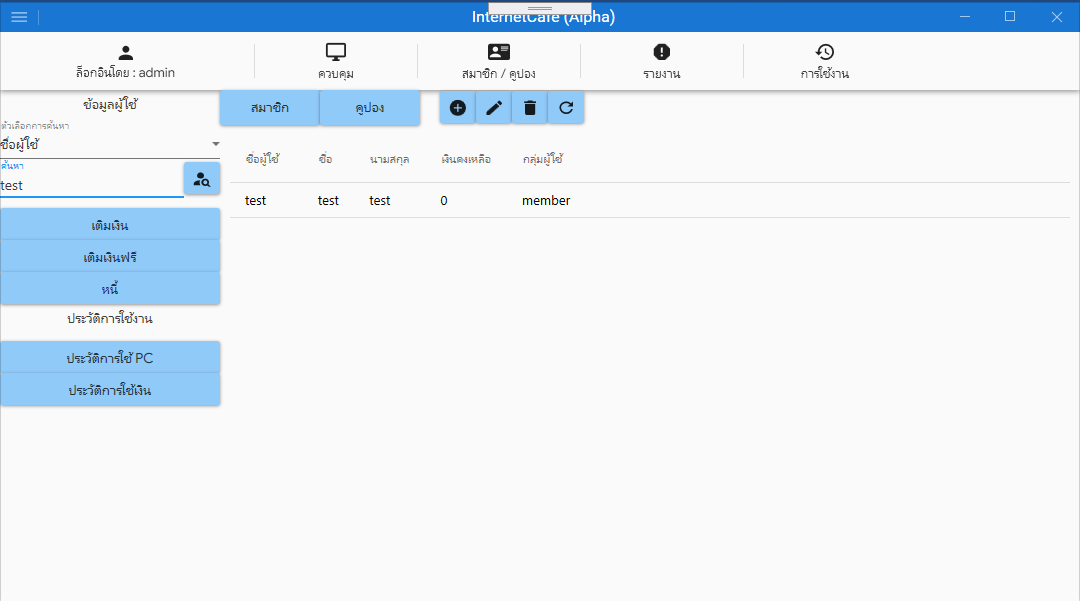 InternetCafe (Alpha)
ล็อกอินโดย : admin
ควบคุม
สมาชิก / คูปอง
รายงาน
การใช้งาน
ข้อมูลผู้ใช้
ตัวเลือกการค้นหา
ชื่อผู้ใช้
ค้นหา
test
เติมเงิน
เติมเงินฟรี
หนี้
ประวัติการใช้งาน
ประวัติการใช้ PC
ประวัติการใช้เงิน
สมาชิก คูปอง
ชื่อผู้ใช้ ชื่อ นามสกุล เงินคงเหลือ กลุ่มผู้ใช้
test test test 0 member